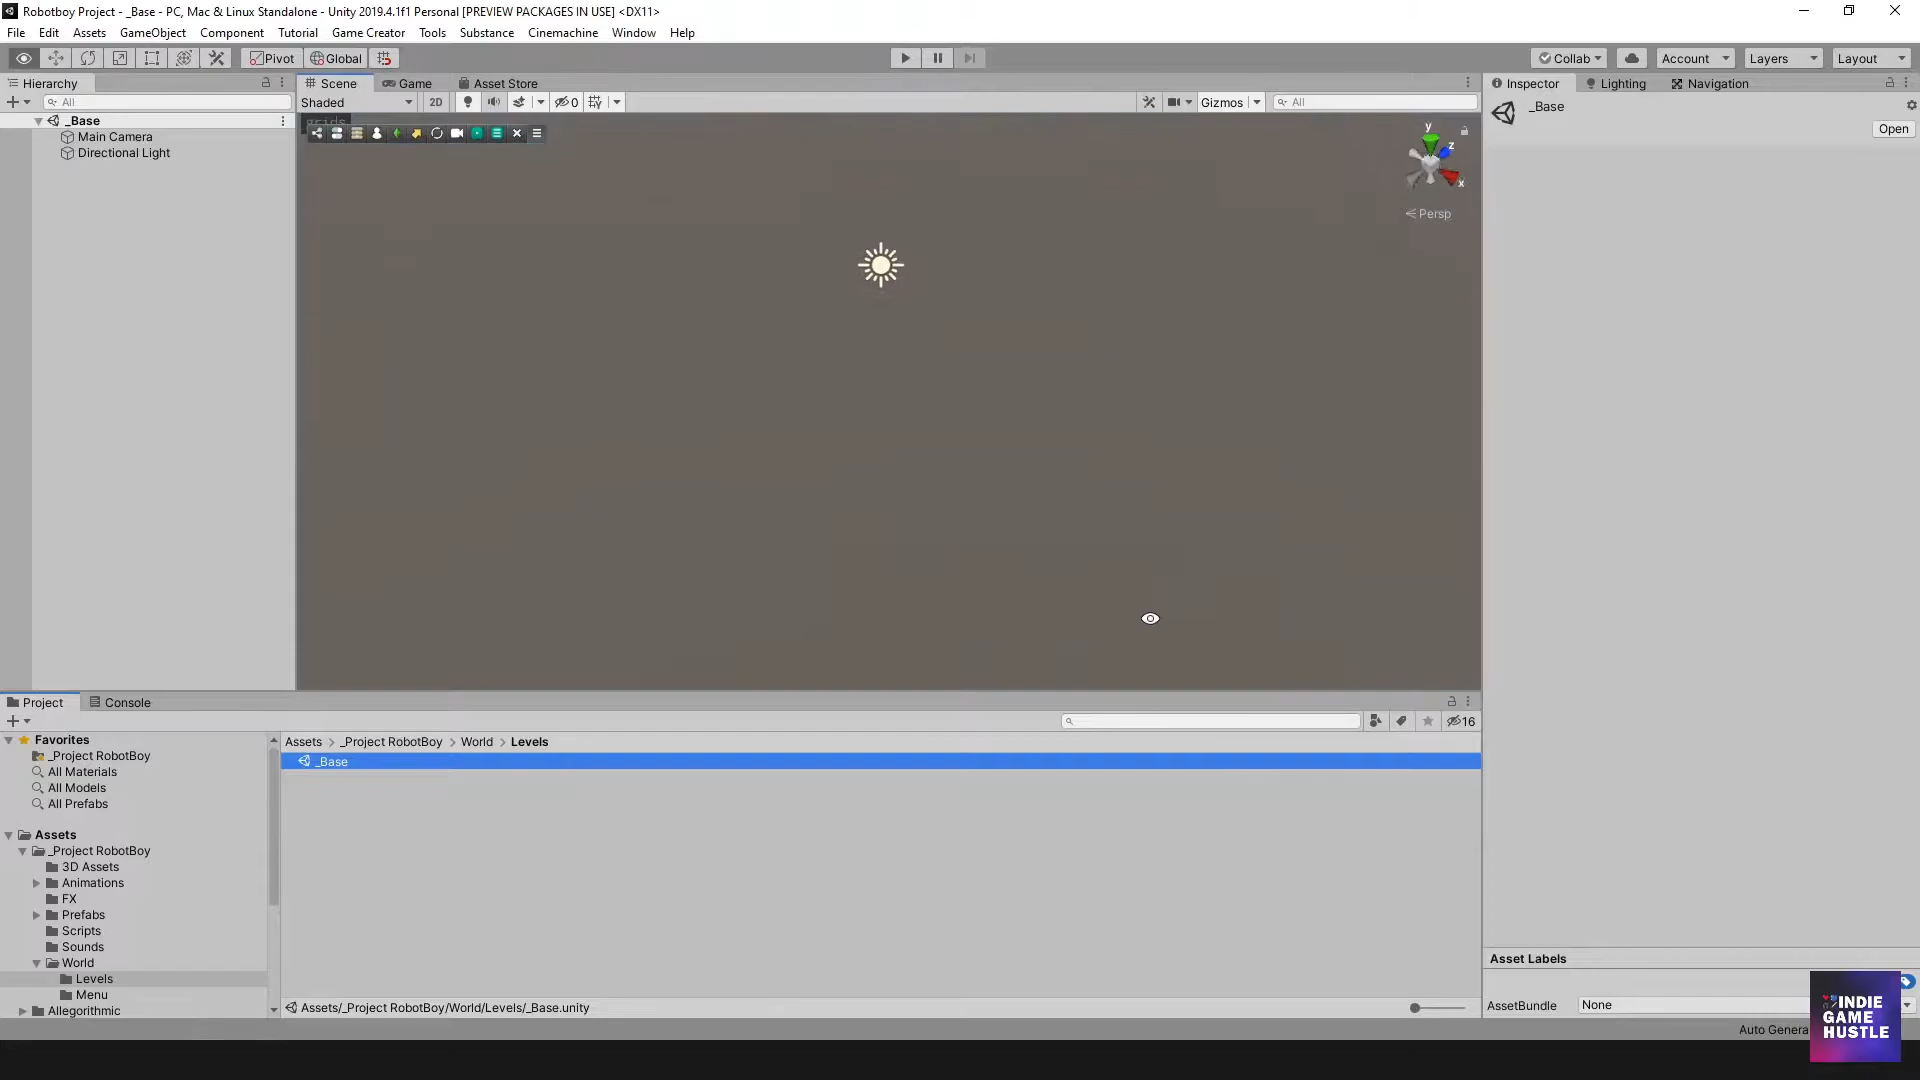 Robotboy Project - _Base - PC, Mac & Linux Standalone - Unity 2019.4.1f1 Personal [PREVIEW PACKAGES IN USE] <DX11>
File Edit Assets GameObject Component Tutorial Game Creator Tools Substance Cinemachine Window Help
Pivot Global Collab Account Layers Layout
Hierarchy
All
_Base
Main Camera
Directional Light
Scene Game Asset Store
Shaded 2D 0 Gizmos All
grids
y
z
x
Persp
Inspector Lighting Navigation
_Base
Open
Project Console
16
Favorites
_Project RobotBoy
All Materials
All Models
All Prefabs
Assets
_Project RobotBoy
3D Assets
Animations
FX
Prefabs
Scripts
Sounds
World
Levels
Menu
Allegorithmic
Assets > _Project RobotBoy > World > Levels
_Base
Assets/_Project RobotBoy/World/Levels/_Base.unity
Asset Labels
AssetBundle None
Auto Genera
INDIE
GAME
HUSTLE